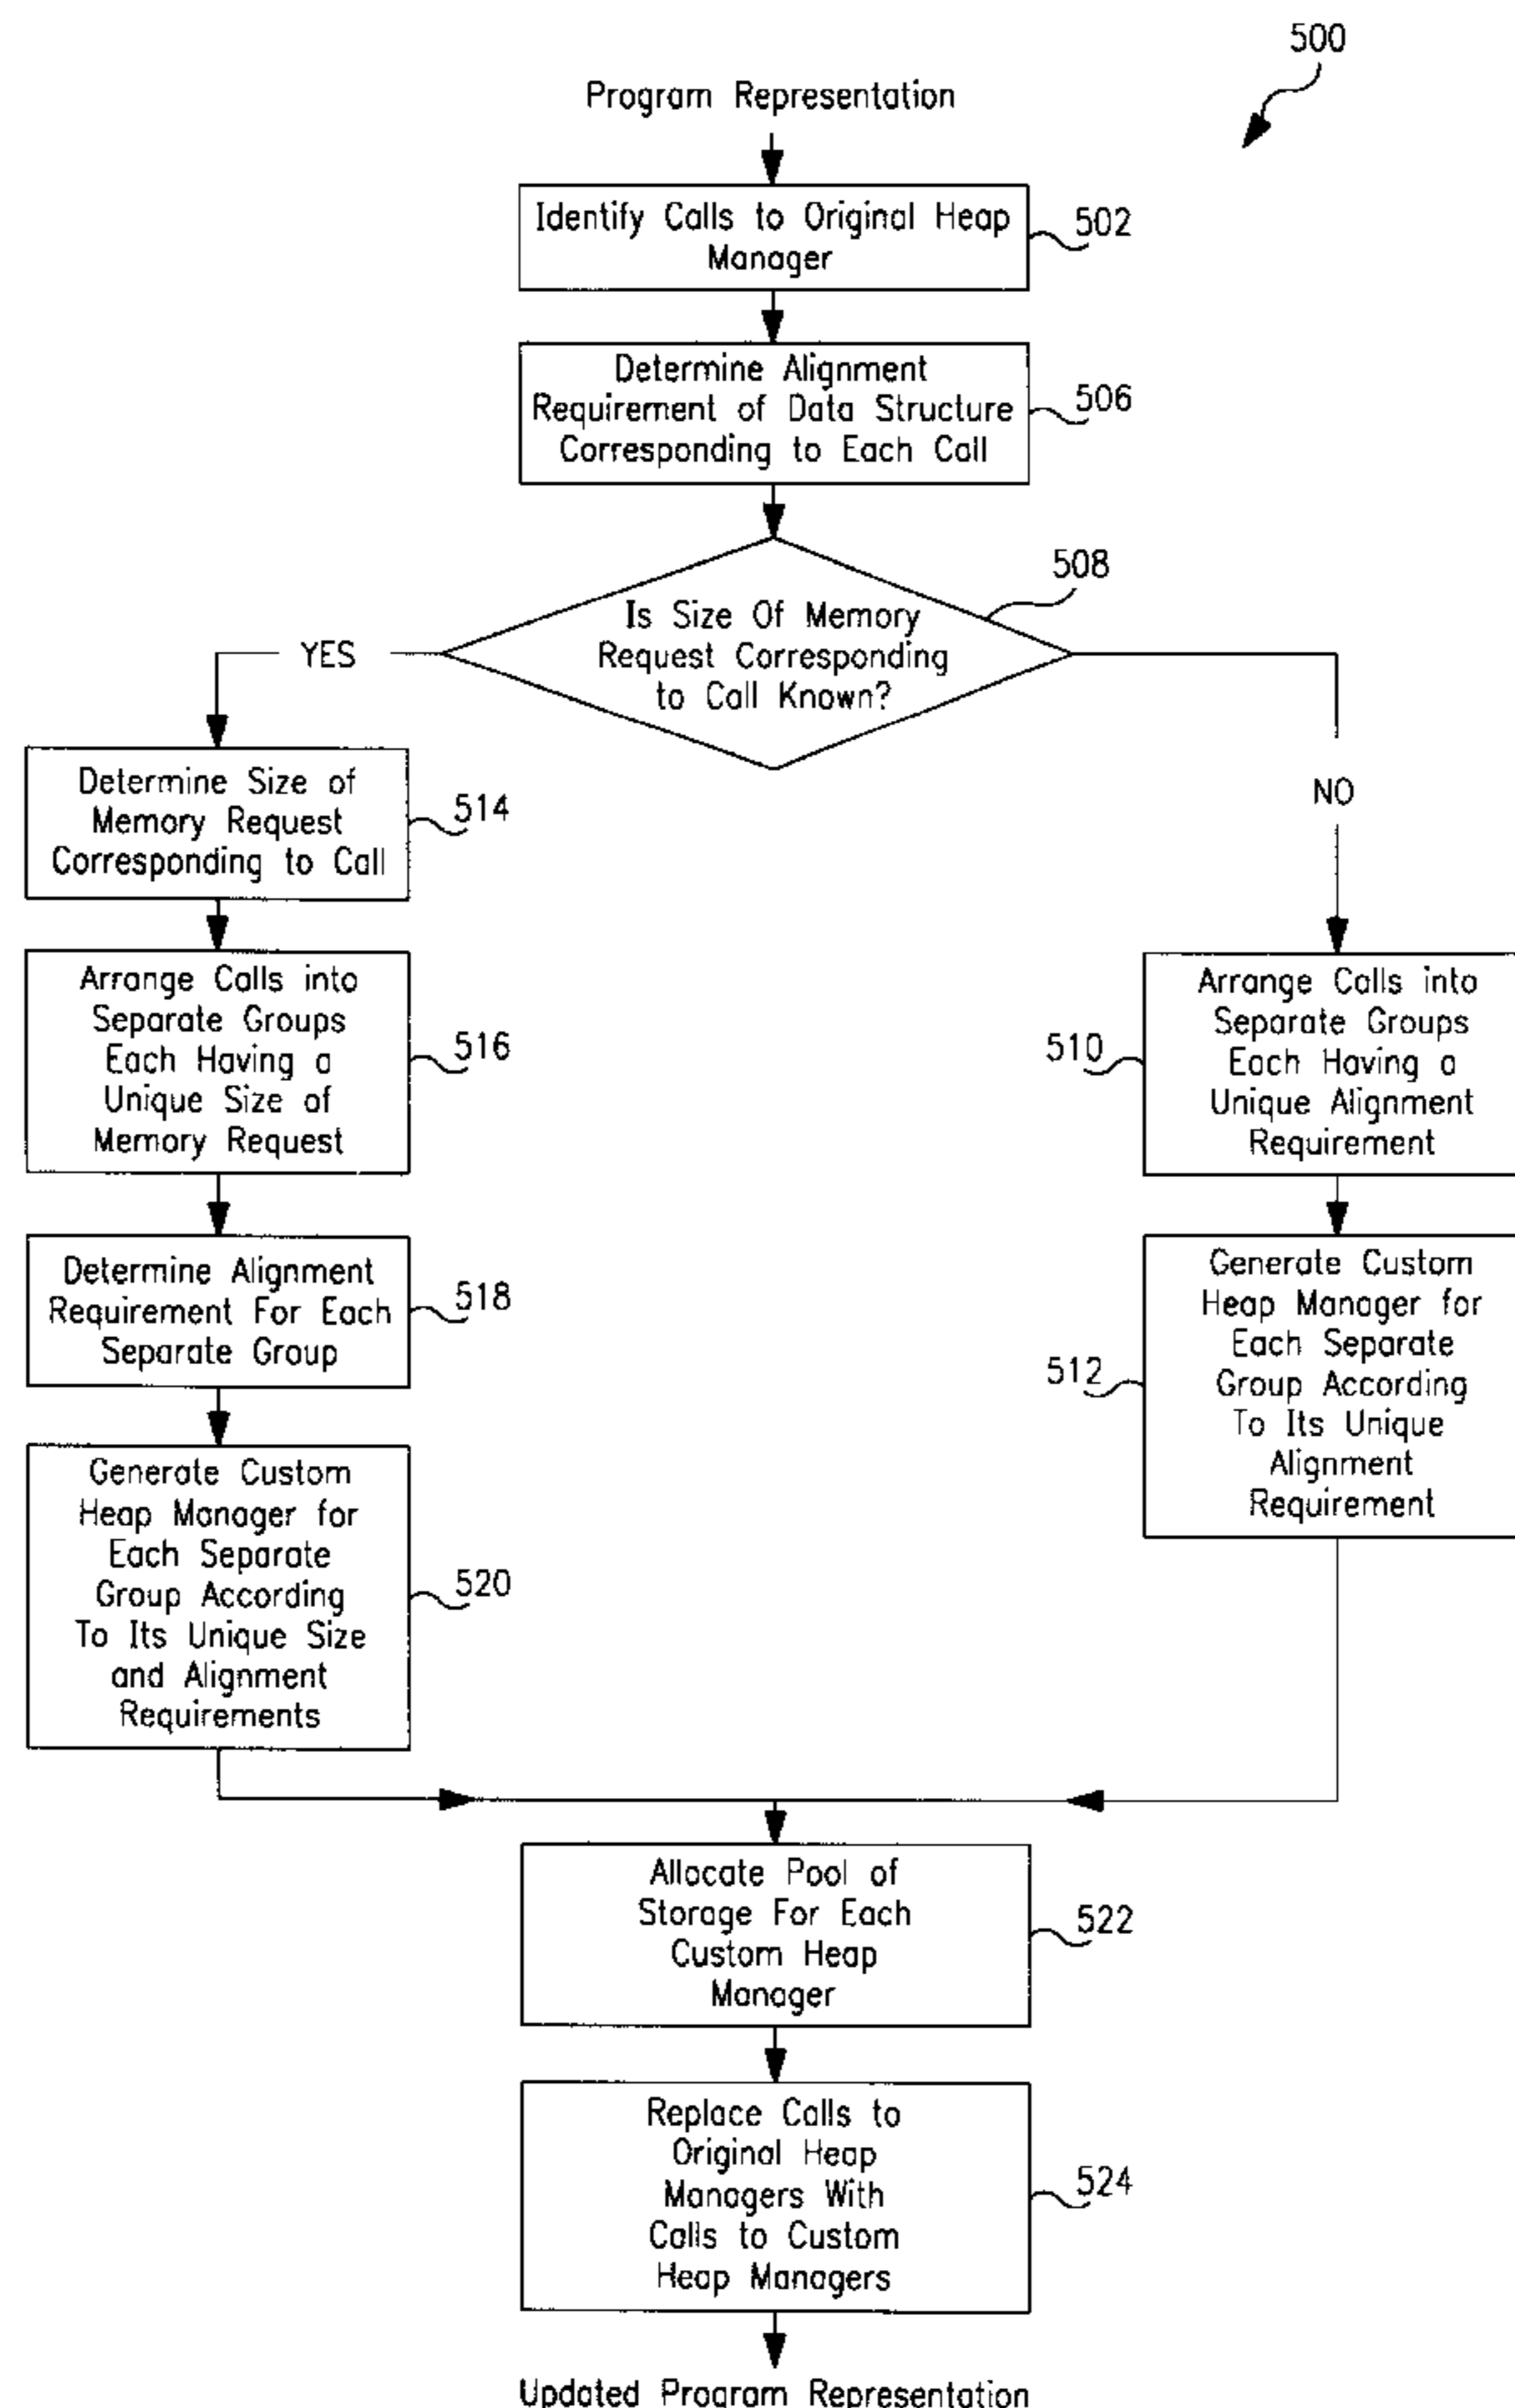 500
Program Representation
Identify Calls to Original Heap
Manager
502
Determine Alignment
Requirement of Data Structure
Corresponding to Each Call
506
508
Is Size Of Memory
Request Corresponding
to Call Known?
YES
NO
Determine Size of
Memory Request
Corresponding to Call
514
Arrange Calls into
Separate Groups
Each Having a
Unique Size of
Memory Request
516
Arrange Calls into
Separate Groups
Each Having a
Unique Alignment
Requirement
510
Determine Alignment
Requirement For Each
Separate Group
518
Generate Custom
Heap Manager for
Each Separate
Group According
To Its Unique
Alignment
Requirement
512
Generate Custom
Heap Manager for
Each Separate
Group According
To Its Unique Size
and Alignment
Requirements
520
Allocate Pool of
Storage For Each
Custom Heap
Manager
522
Replace Calls to
Original Heap
Managers With
Calls to Custom
Heap Managers
524
Updated Program Representation